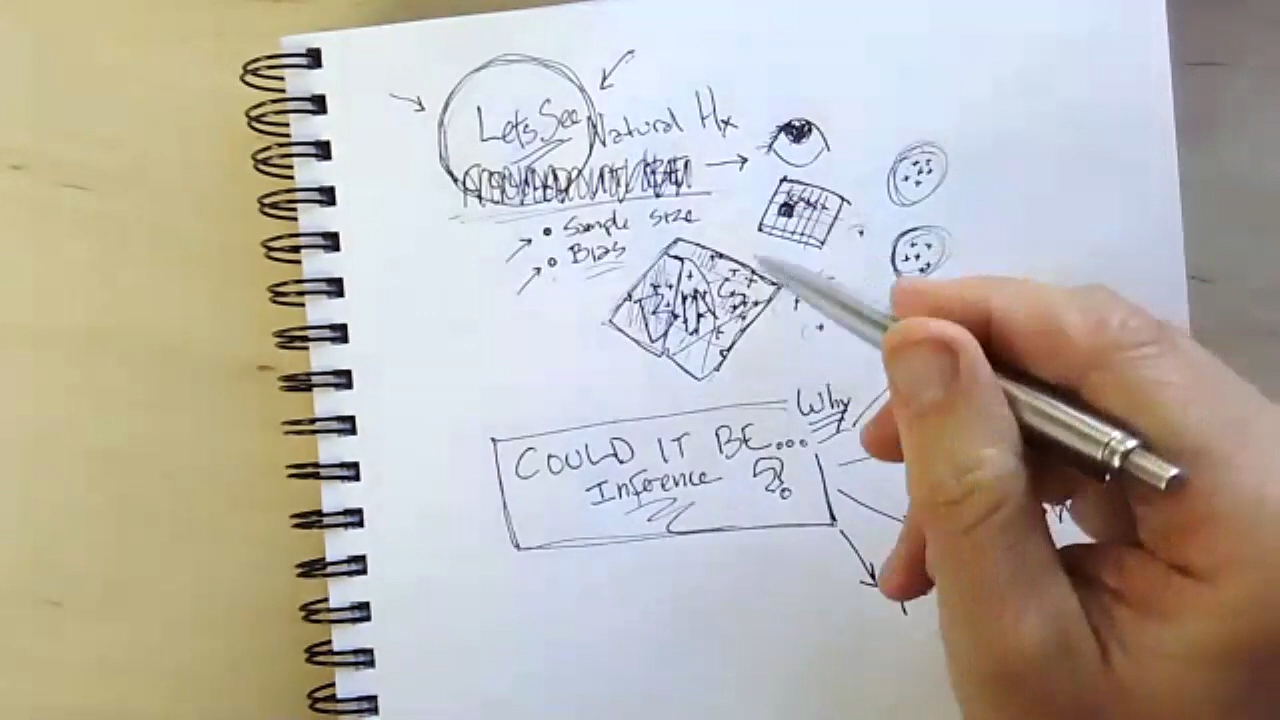 Lets See
Natural Hx
• Sample size
• Bias
Why
COULD IT BE...
Inference ?